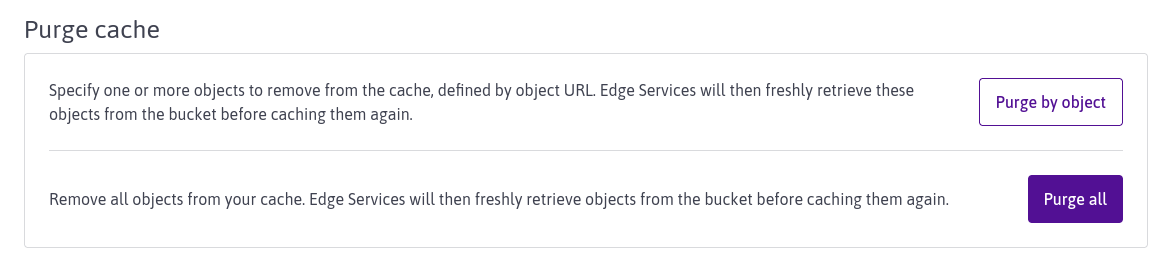 Purge cache
Specify one or more objects to remove from the cache, defined by object URL. Edge Services will then freshly retrieve these
objects from the bucket before caching them again.
Purge by object
Remove all objects from your cache. Edge Services will then freshly retrieve objects from the bucket before caching them again.
Purge all